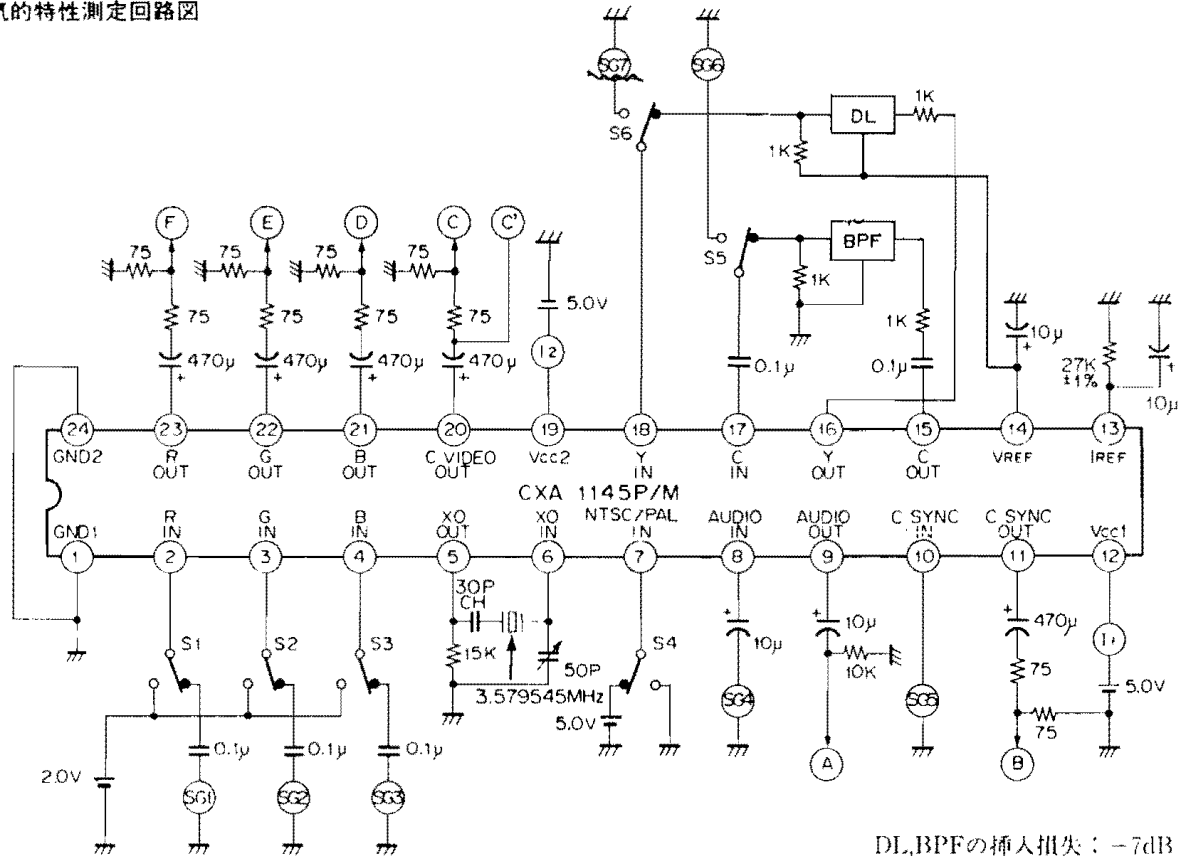 気的特性測定回路図
SG7
SG6
S6
DL
1K
1K
F
E
D
C
C'
75
75
75
75
S5
BPF
1K
1K
75
75
75
75
5.0V
I2
470μ
470μ
470μ
470μ
0.1μ
0.1μ
10μ
27K
±1%
10μ
24
23
22
21
20
19
18
17
16
15
14
13
GND2
R OUT
G OUT
B OUT
C VIDEO OUT
Vcc2
Y IN
C IN
Y OUT
C OUT
VREF
IREF
CXA 1145P/M
GND1
R IN
G IN
B IN
XO OUT
XO IN
NTSC/PAL IN
AUDIO IN
AUDIO OUT
C SYNC IN
C SYNC OUT
Vcc1
1
2
3
4
5
6
7
8
9
10
11
12
S1
S2
S3
30P
CH
15K
50P
3.579545MHz
S4
5.0V
10μ
SG4
10μ
10K
A
SG5
470μ
75
75
B
I1
5.0V
0.1μ
0.1μ
0.1μ
2.0V
SG1
SG2
SG3
DL,BPFの挿入損失：－7dB